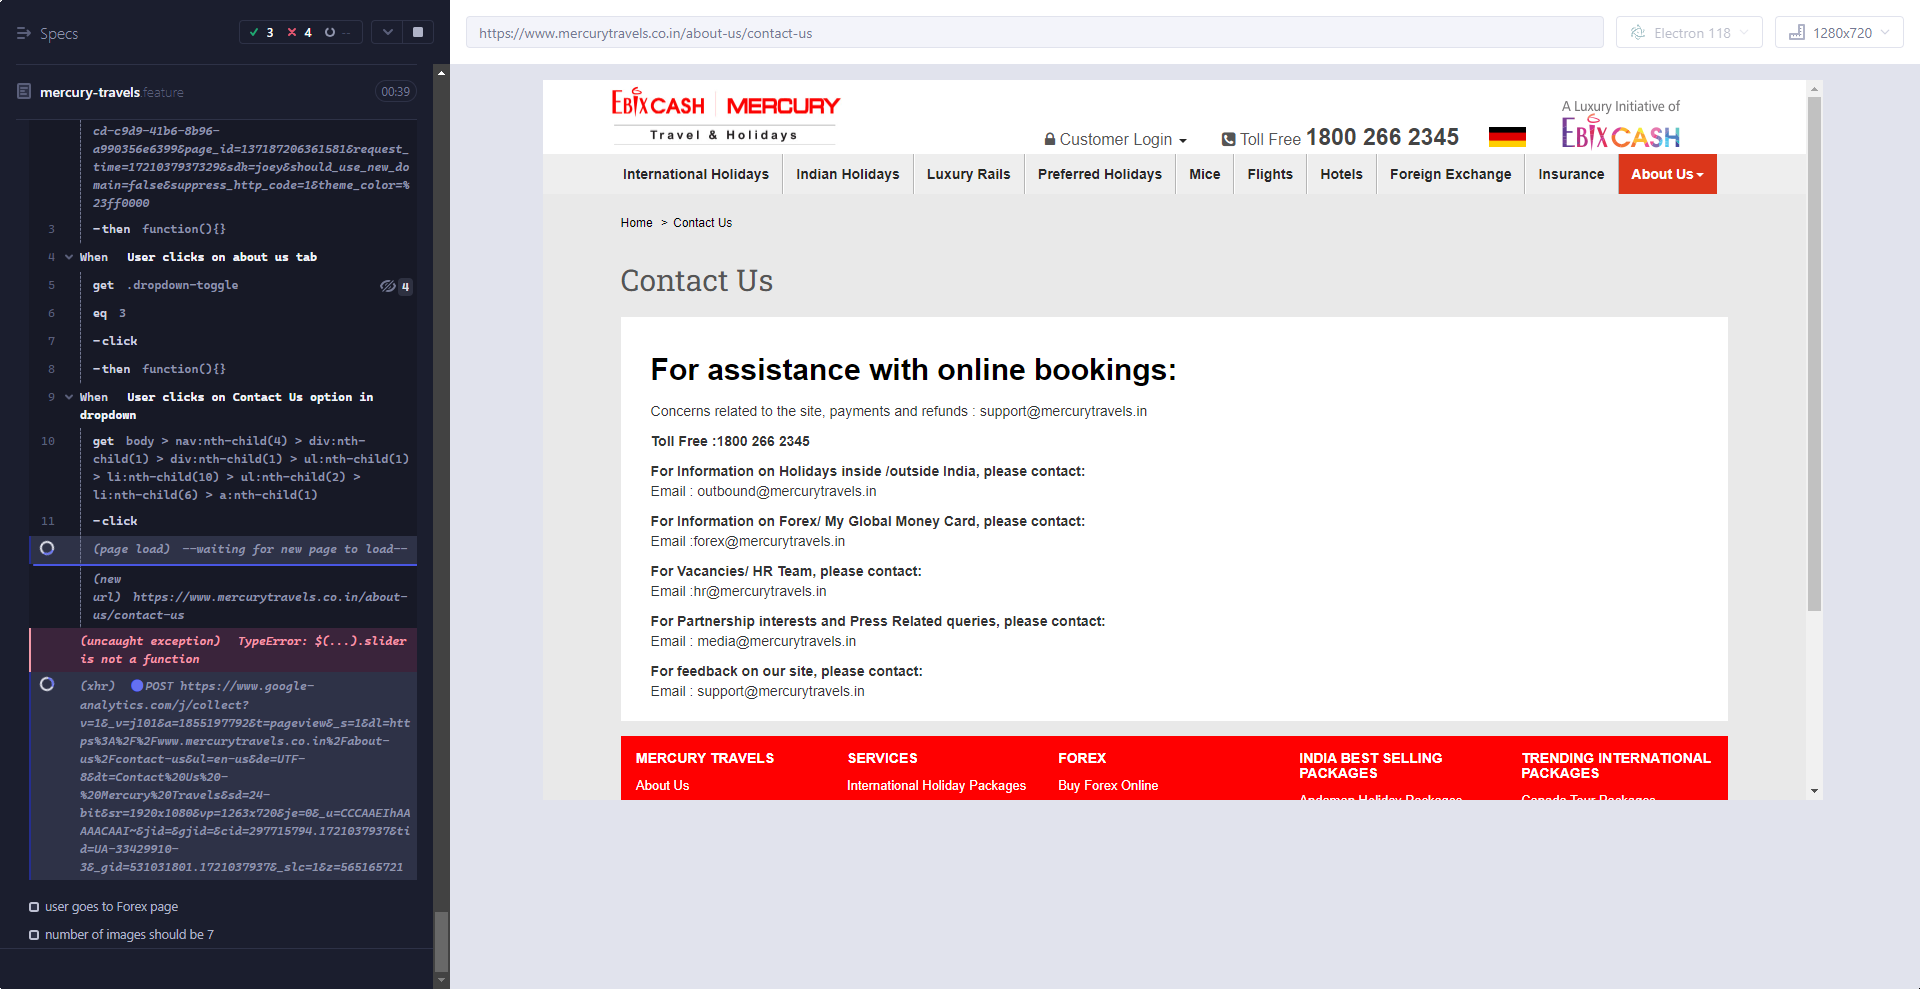 Specs
3
4
--
mercury-travels.feature
00:39
cd-c9d9-41b6-8b96-
a990356e6399&page_id=137187206361581&request_
time=1721037937329&sdk=joey&should_use_new_do
main=false&suppress_http_code=1&theme_color=%
23ff0000
3 -then function(){}
4 When User clicks on about us tab
5 get .dropdown-toggle 4
6 eq 3
7 -click
8 -then function(){}
9 When User clicks on Contact Us option in
dropdown
10 get body > nav:nth-child(4) > div:nth-
child(1) > div:nth-child(1) > ul:nth-child(1)
> li:nth-child(10) > ul:nth-child(2) >
li:nth-child(6) > a:nth-child(1)
11 -click
(page load) --waiting for new page to load--
(new
url) https://www.mercurytravels.co.in/about-
us/contact-us
(uncaught exception) TypeError: $(...).slider
is not a function
(xhr) POST https://www.google-
analytics.com/j/collect?
v=1&_v=j101&a=1855197792&t=pageview&_s=1&dl=htt
ps%3A%2F%2Fwww.mercurytravels.co.in%2Fabout-
us%2Fcontact-us&ul=en-us&de=UTF-
8&dt=Contact%20Us%20-
%20Mercury%20Travels&sd=24-
bit&sr=1920x1080&vp=1263x720&je=0&_u=CCCAAEIhAA
AAACAAI~&jid=&gjid=&cid=297715794.1721037937&ti
d=UA-33429910-
3&_gid=531031801.1721037937&_slc=1&z=565165721
user goes to Forex page
number of images should be 7
https://www.mercurytravels.co.in/about-us/contact-us
Electron 118
1280x720
EBIXCASH MERCURY
Travel & Holidays
Customer Login
Toll Free 1800 266 2345
A Luxury Initiative of
EBIXCASH
International Holidays
Indian Holidays
Luxury Rails
Preferred Holidays
Mice
Flights
Hotels
Foreign Exchange
Insurance
About Us
Home > Contact Us
Contact Us
For assistance with online bookings:
Concerns related to the site, payments and refunds : support@mercurytravels.in
Toll Free :1800 266 2345
For Information on Holidays inside /outside India, please contact:
Email : outbound@mercurytravels.in
For Information on Forex/ My Global Money Card, please contact:
Email :forex@mercurytravels.in
For Vacancies/ HR Team, please contact:
Email :hr@mercurytravels.in
For Partnership interests and Press Related queries, please contact:
Email : media@mercurytravels.in
For feedback on our site, please contact:
Email : support@mercurytravels.in
MERCURY TRAVELS
About Us
SERVICES
International Holiday Packages
FOREX
Buy Forex Online
INDIA BEST SELLING
PACKAGES
Andaman Holiday Packages
TRENDING INTERNATIONAL
PACKAGES
Canada Tour Packages